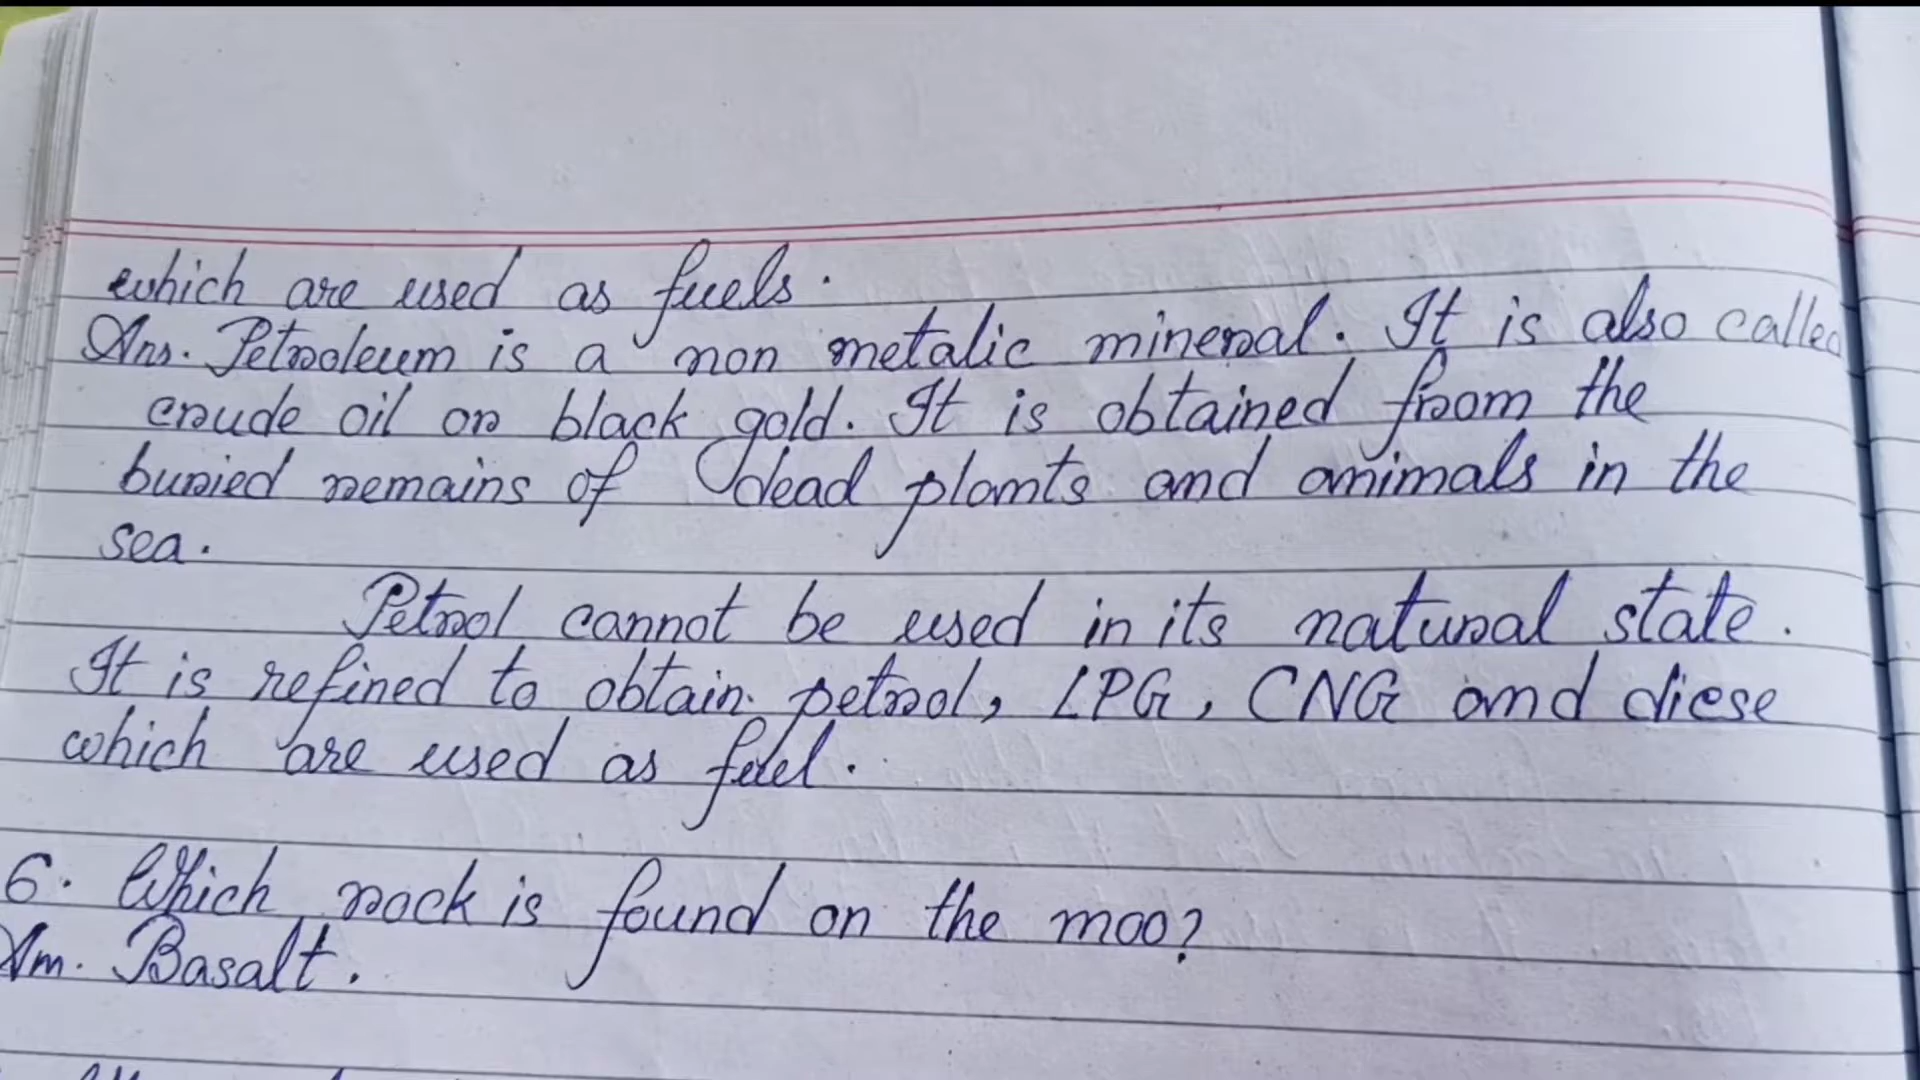 which are used as fuels.
Ans. Petroleum is a non metalic mineral. It is also called
crude oil or black gold. It is obtained from the
buried remains of dead plants and animals in the
sea.
Petrol cannot be used in its natural state.
It is refined to obtain petrol, LPG, CNG and diese
which are used as fuel.
6. Which rock is found on the moo?
Ans. Basalt.